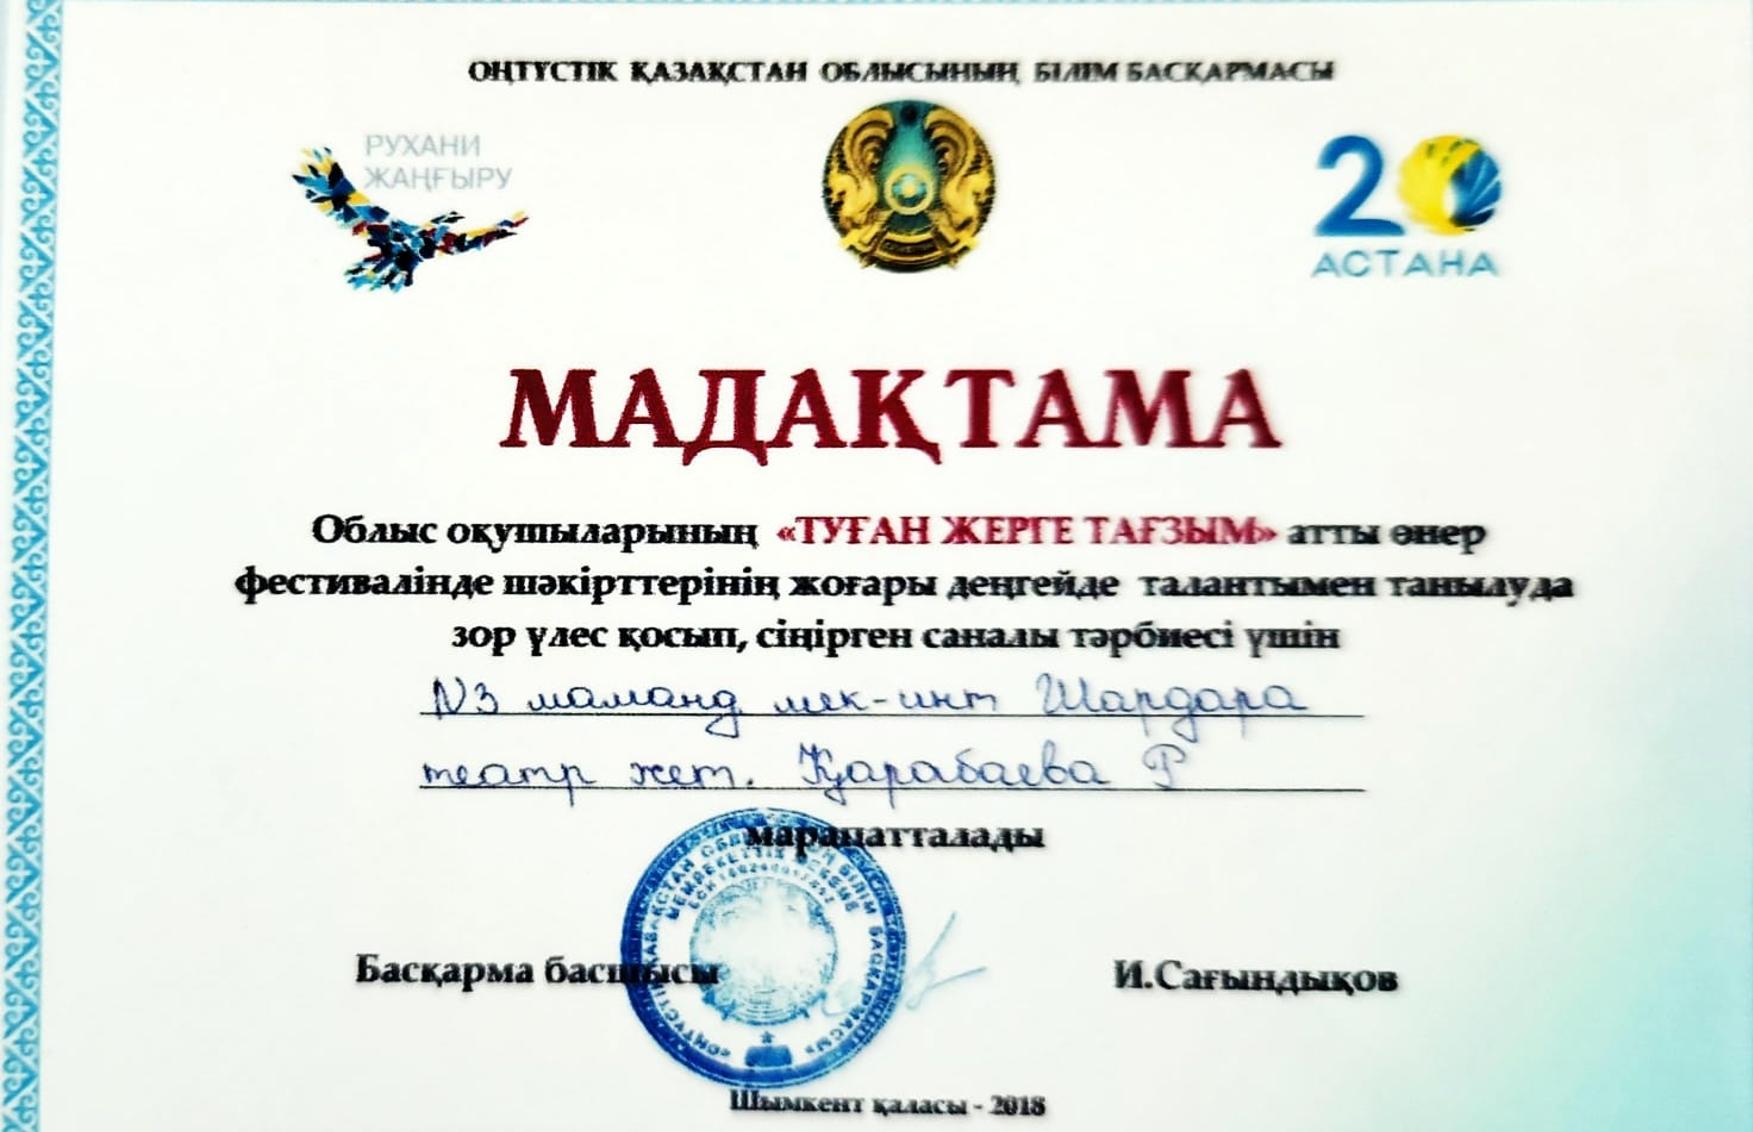 ОҢТҮСТІК ҚАЗАҚСТАН ОБЛЫСЫНЫҢ БІЛІМ БАСҚАРМАСЫ
РУХАНИ
ЖАҢҒЫРУ
20
АСТАНА
МАДАҚТАМА
Облыс оқушыларының «ТУҒАН ЖЕРГЕ ТАҒЗЫМ» атты өнер
фестивалінде шәкірттерінің жоғары деңгейде талантымен танылуда
зор үлес қосып, сіңірген саналы тәрбиесі үшін
N3 маманд. мек-инт Шардара
театр жет. Қарабаева Р
марапатталады
Басқарма басшысы
И.Сағындықов
Шымкент қаласы - 2018